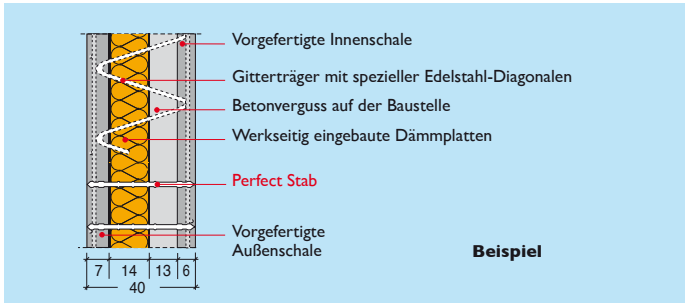 Vorgefertigte Innenschale
Gitterträger mit spezieller Edelstahl-Diagonalen
Betonverguss auf der Baustelle
Werkseitig eingebaute Dämmplatten
Perfect Stab
Vorgefertigte
Außenschale
Beispiel
7 14 13 6
40